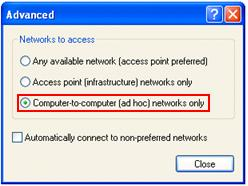 Advanced
Networks to access
Any available network (access point preferred)
Access point (infrastructure) networks only
Computer-to-computer (ad hoc) networks only
Automatically connect to non-preferred networks
Close